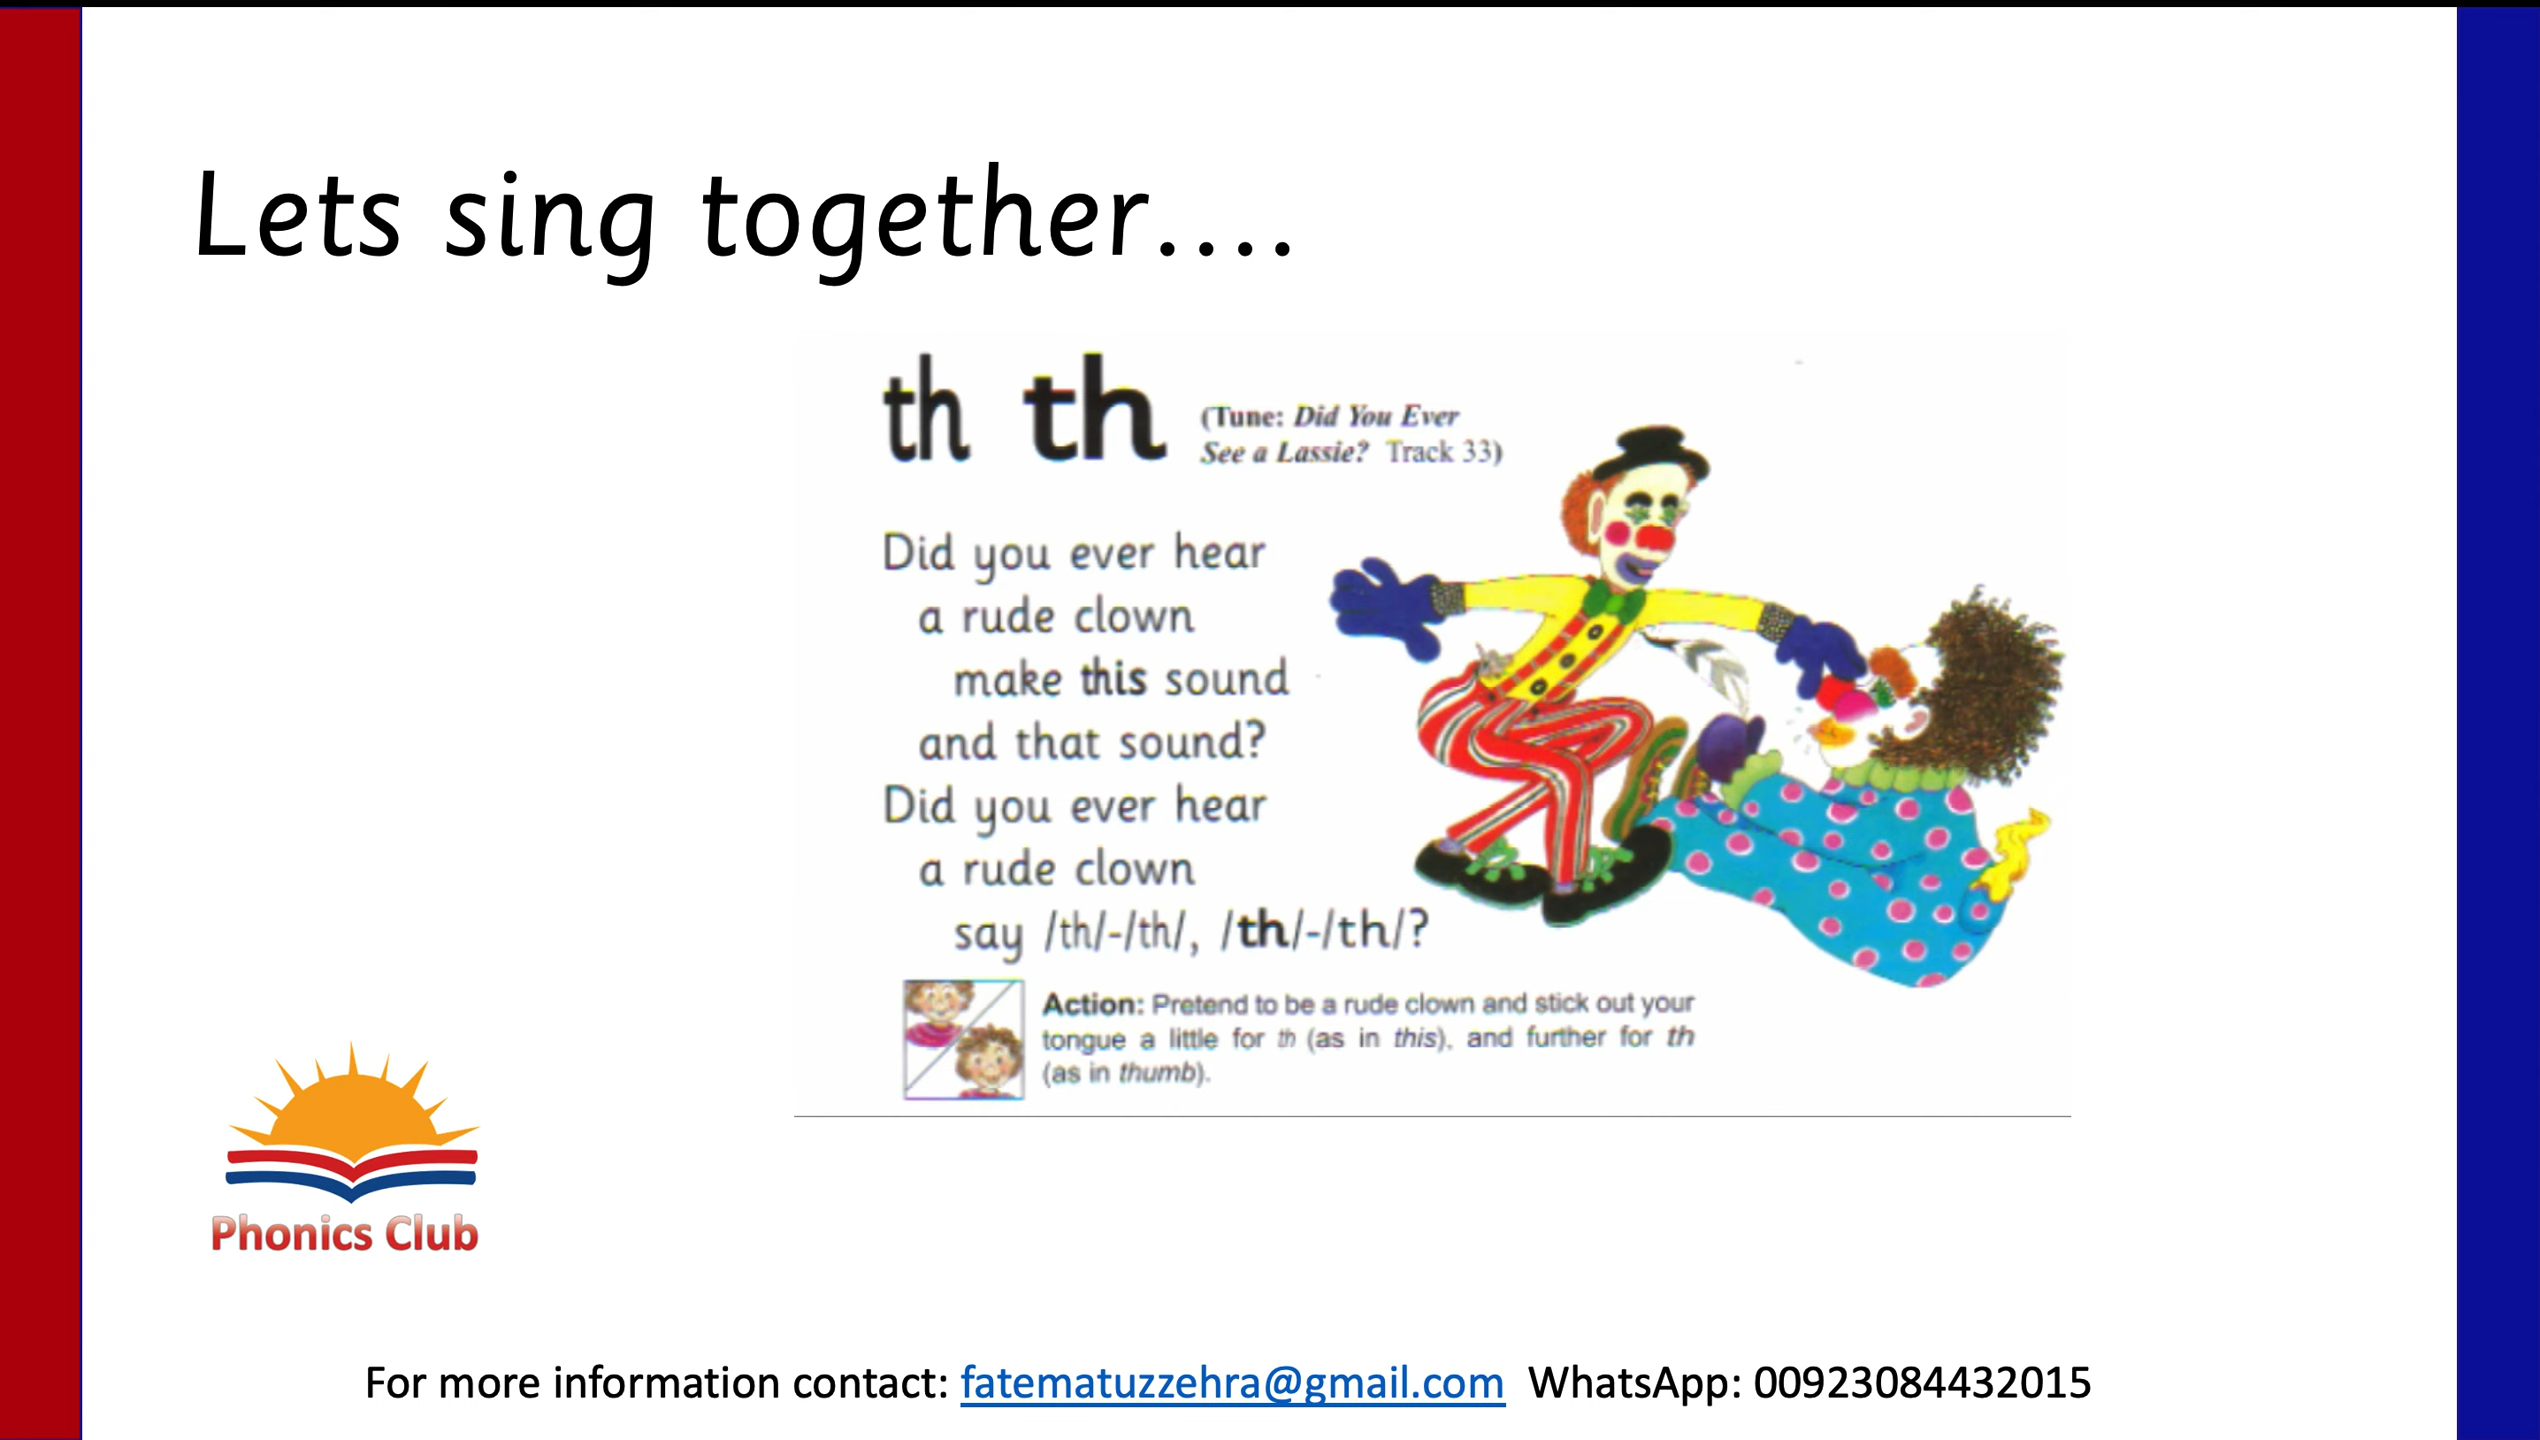 Lets sing together....
th th (Tune: Did You Ever
See a Lassie? Track 33)
Did you ever hear
a rude clown
make this sound
and that sound?
Did you ever hear
a rude clown
say /th/-/th/, /th/-/th/?
Action: Pretend to be a rude clown and stick out your
tongue a little for th (as in this), and further for th
(as in thumb).
Phonics Club
For more information contact: fatematuzzehra@gmail.com WhatsApp: 00923084432015